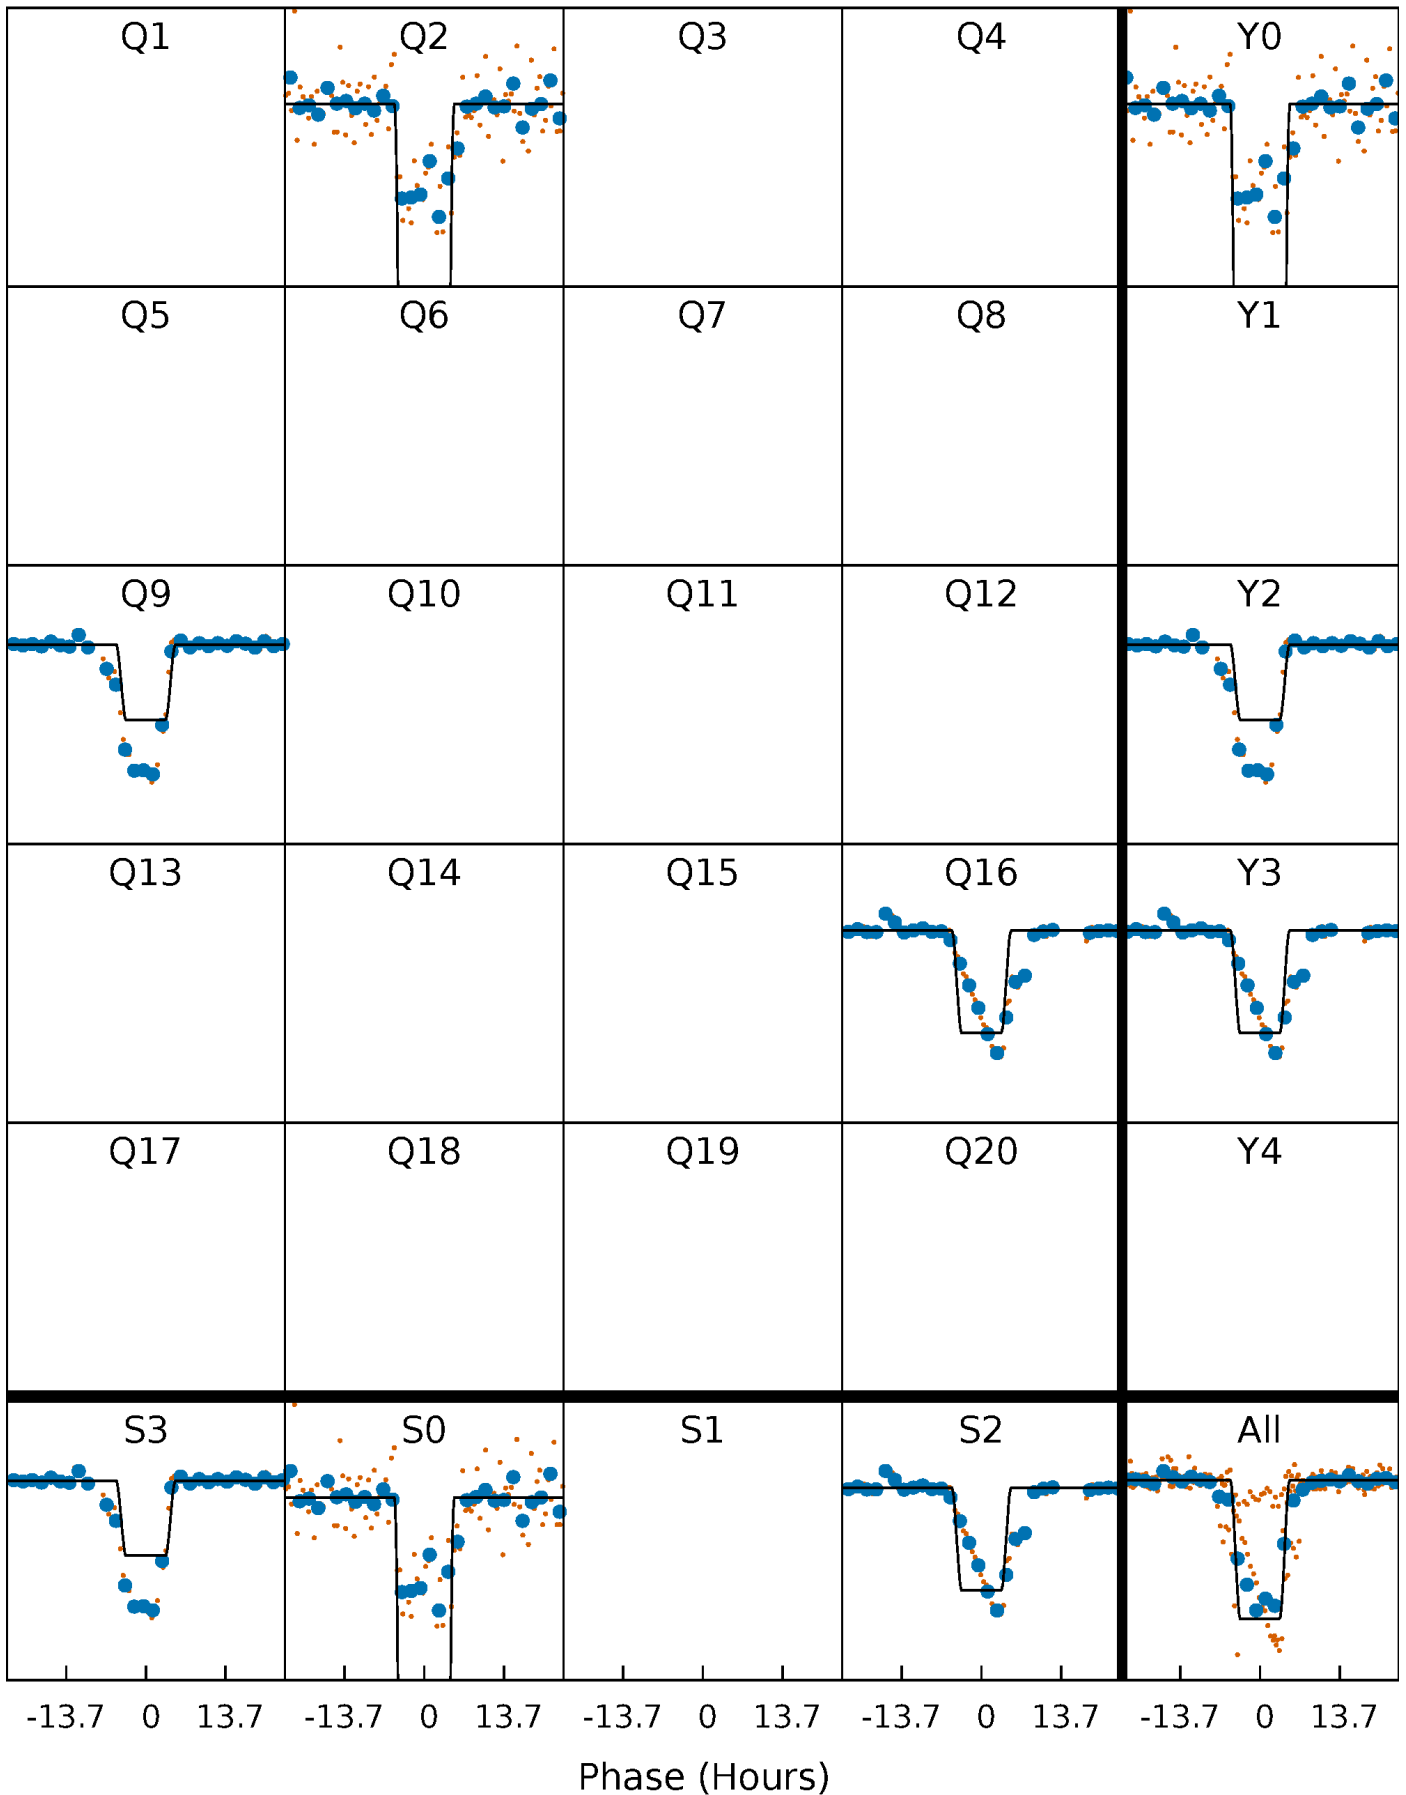 Q1 Q2 Q3 Q4 Y0
Q5 Q6 Q7 Q8 Y1
Q9 Q10 Q11 Q12 Y2
Q13 Q14 Q15 Q16 Y3
Q17 Q18 Q19 Q20 Y4
S3 S0 S1 S2 All
-13.7 0 13.7 -13.7 0 13.7 -13.7 0 13.7 -13.7 0 13.7 -13.7 0 13.7
Phase (Hours)